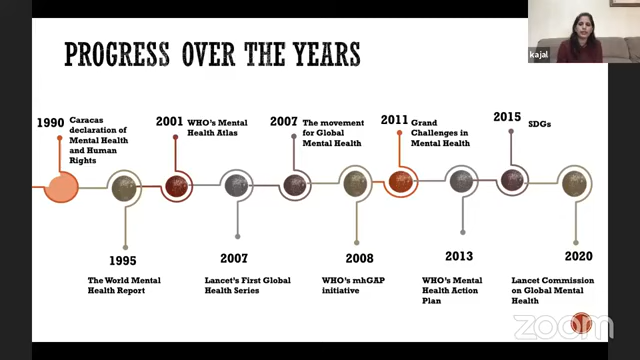 PROGRESS OVER THE YEARS
kajal
1990
Caracas
declaration of
Mental Health
and Human
Rights
2001
WHO's Mental
Health Atlas
2007
The movement
for Global
Mental Health
2011
Grand
Challenges in
Mental Health
2015
SDGs
1995
The World Mental
Health Report
2007
Lancet's First Global
Health Series
2008
WHO's mhGAP
initiative
2013
WHO's Mental
Health Action
Plan
2020
Lancet Commission
on Global Mental
Health
zoom